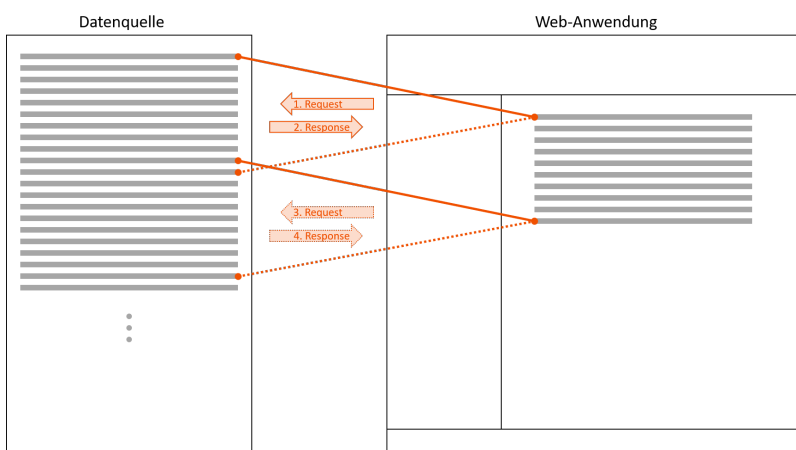 Datenquelle
Web-Anwendung
1. Request
2. Response
3. Request
4. Response